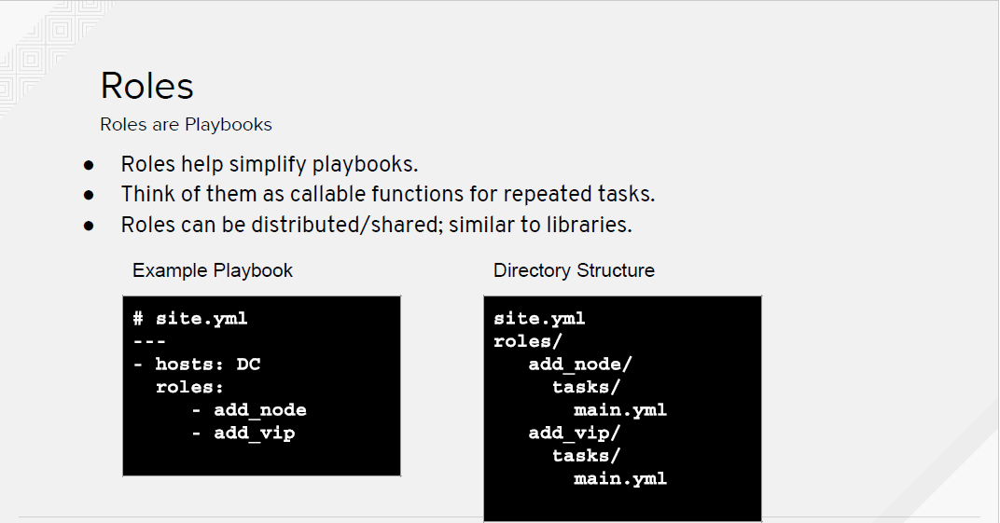 Roles
Roles are Playbooks
● Roles help simplify playbooks.
● Think of them as callable functions for repeated tasks.
● Roles can be distributed/shared; similar to libraries.
Example Playbook
# site.yml
---
- hosts: DC
  roles:
     - add_node
     - add_vip
Directory Structure
site.yml
roles/
   add_node/
     tasks/
       main.yml
   add_vip/
     tasks/
       main.yml